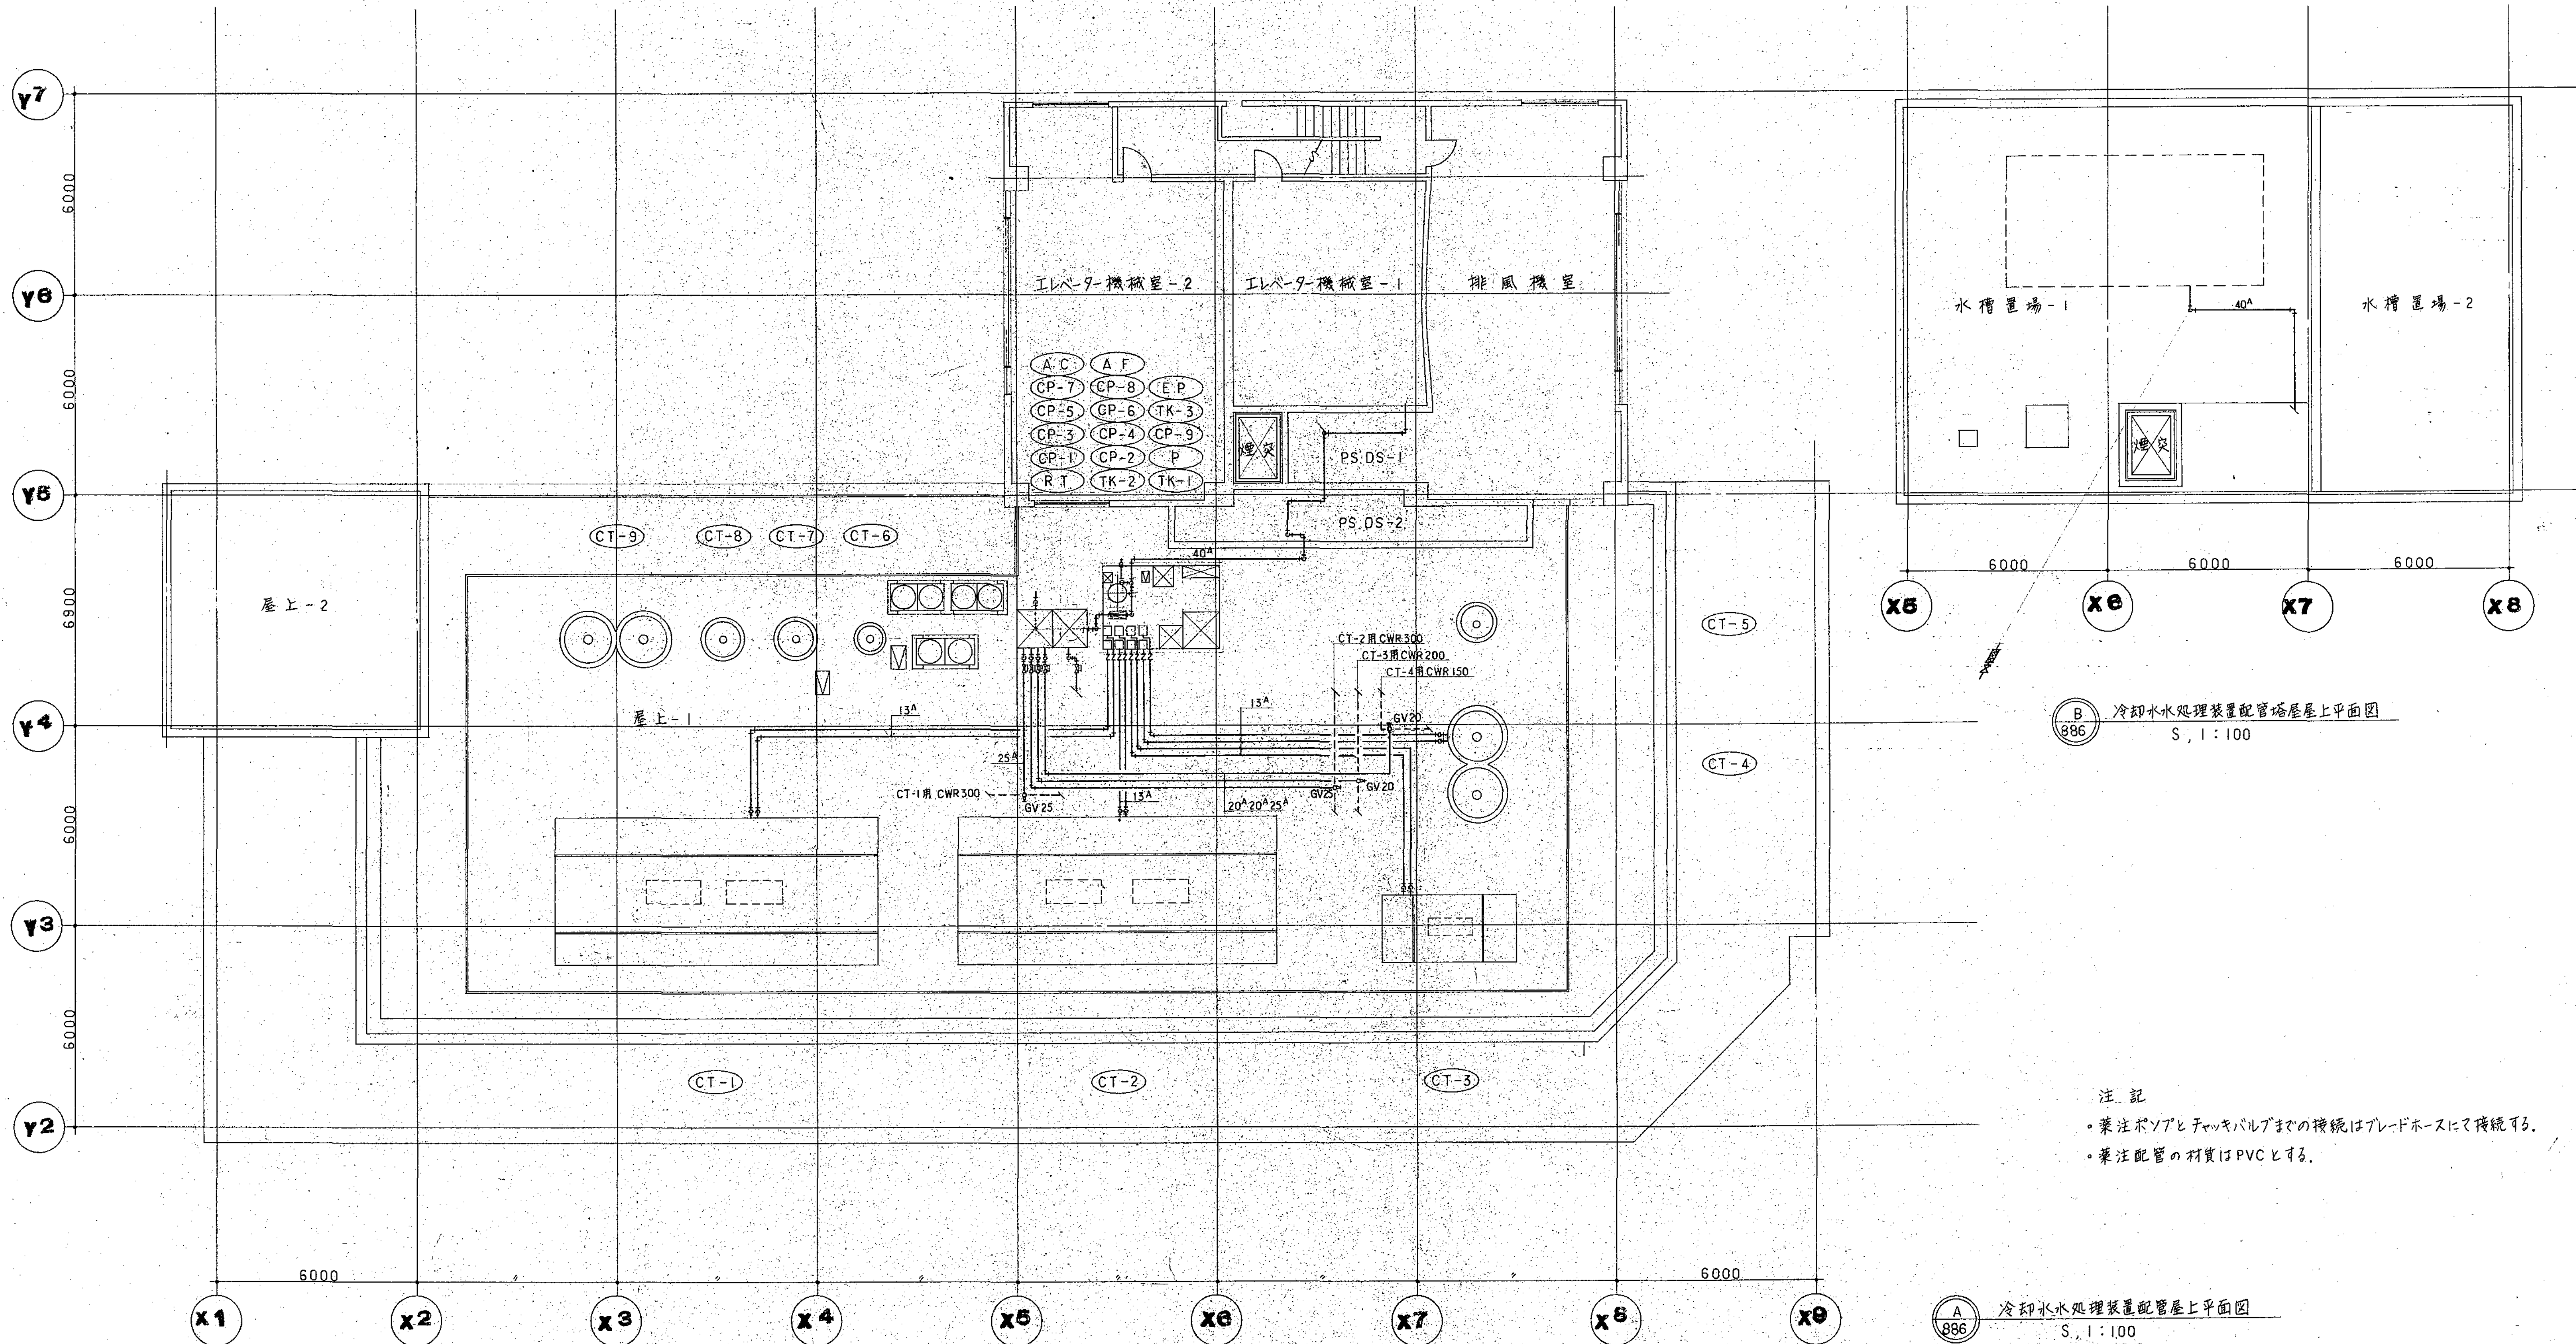 Y7
6000
Y6
エレベーター機械室-2
エレベーター機械室-1
排風機室
水槽置場-1
40A
水槽置場-2
6000
AC
AF
CP-7
CP-8
EP
CP-5
CP-6
TK-3
CP-3
CP-4
CP-9
CP-1
CP-2
P
RT
TK-2
TK-1
煙突
PS.DS-1
煙突
Y5
CT-9
CT-8
CT-7
CT-6
PS.DS-2
40A
6000
6000
6000
6900
屋上-2
X5
X6
X7
X8
CT-5
CT-2用CWR300
CT-3用CWR200
CT-4用CWR150
屋上-1
13A
13A
GV20
Y4
B
886
冷却水水処理装置配管塔屋屋上平面図
S, 1:100
25A
CT-4
CT-1用CWR300
GV25
13A
20A20A25A
GV25
GV20
6000
Y3
6000
CT-1
CT-2
CT-3
Y2
注記
・薬注ポンプとチャッキバルブまでの接続はブレードホースにて接続する.
・薬注配管の材質はPVCとする.
6000
〃
〃
〃
〃
〃
〃
6000
X1
X2
X3
X4
X5
X6
X7
X8
X9
A
886
冷却水水処理装置配管屋上平面図
S, 1:100